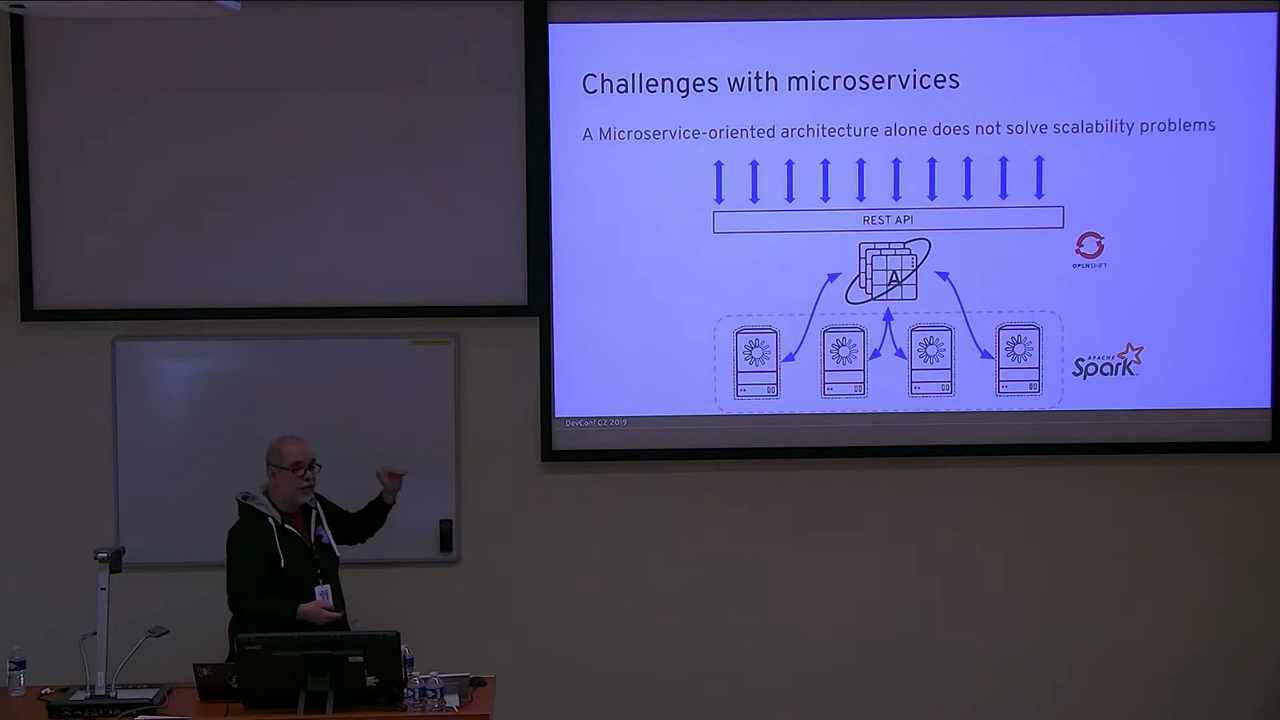 Challenges with microservices
A Microservice-oriented architecture alone does not solve scalability problems
REST API
A
OPENSHIFT
APACHE
Spark
DevConf CZ 2019